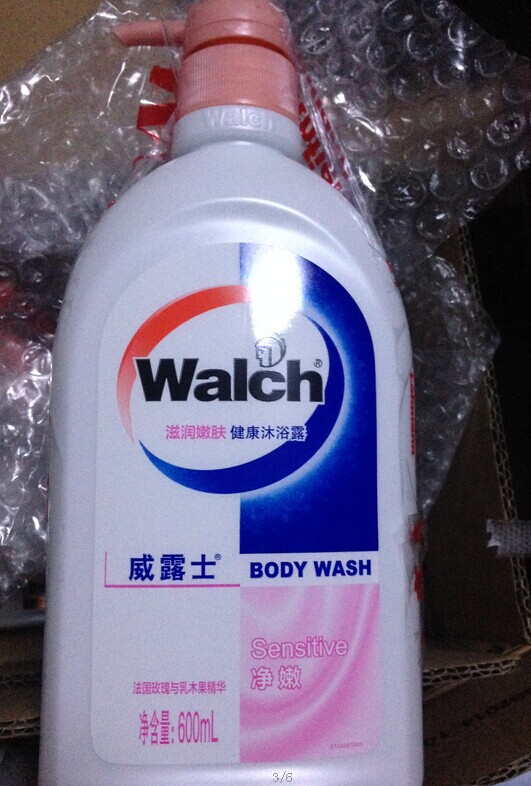 Walch
Walch®
滋润嫩肤 健康沐浴露
威露士®
BODY WASH
Sensitive
净嫩
法国玫瑰与乳木果精华
净含量：600mL
3/6